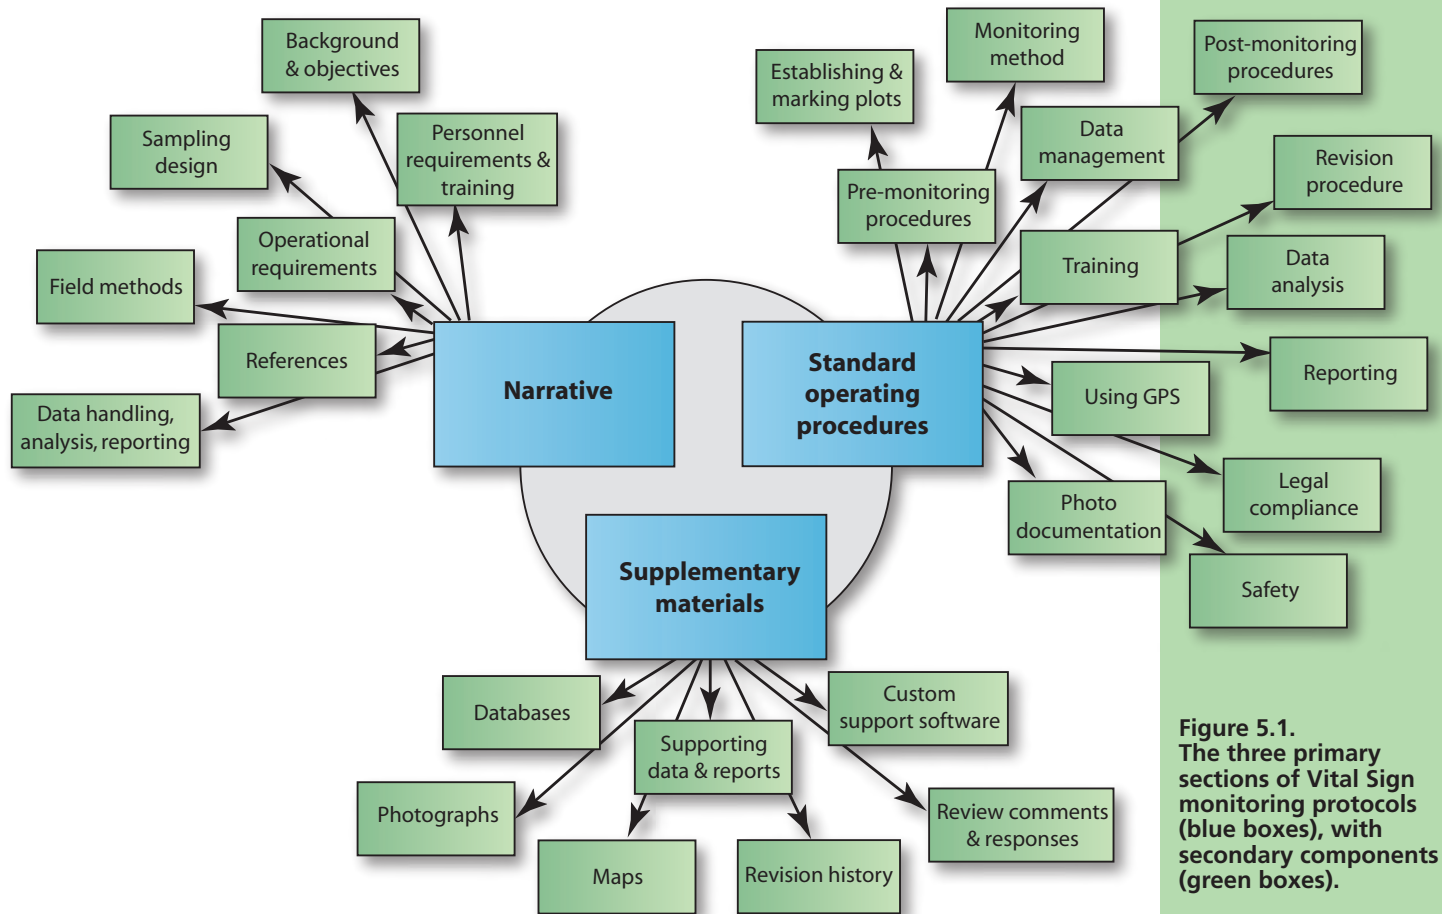 Background
& objectives
Sampling
design
Personnel
requirements &
training
Operational
requirements
Field methods
References
Data handling,
analysis, reporting
Narrative
Establishing &
marking plots
Monitoring
method
Post-monitoring
procedures
Data
management
Revision
procedure
Pre-monitoring
procedures
Training
Data
analysis
Reporting
Using GPS
Legal
compliance
Photo
documentation
Safety
Standard
operating
procedures
Supplementary
materials
Databases
Custom
support software
Supporting
data & reports
Photographs
Review comments
& responses
Maps
Revision history
Figure 5.1.
The three primary
sections of Vital Sign
monitoring protocols
(blue boxes), with
secondary components
(green boxes).